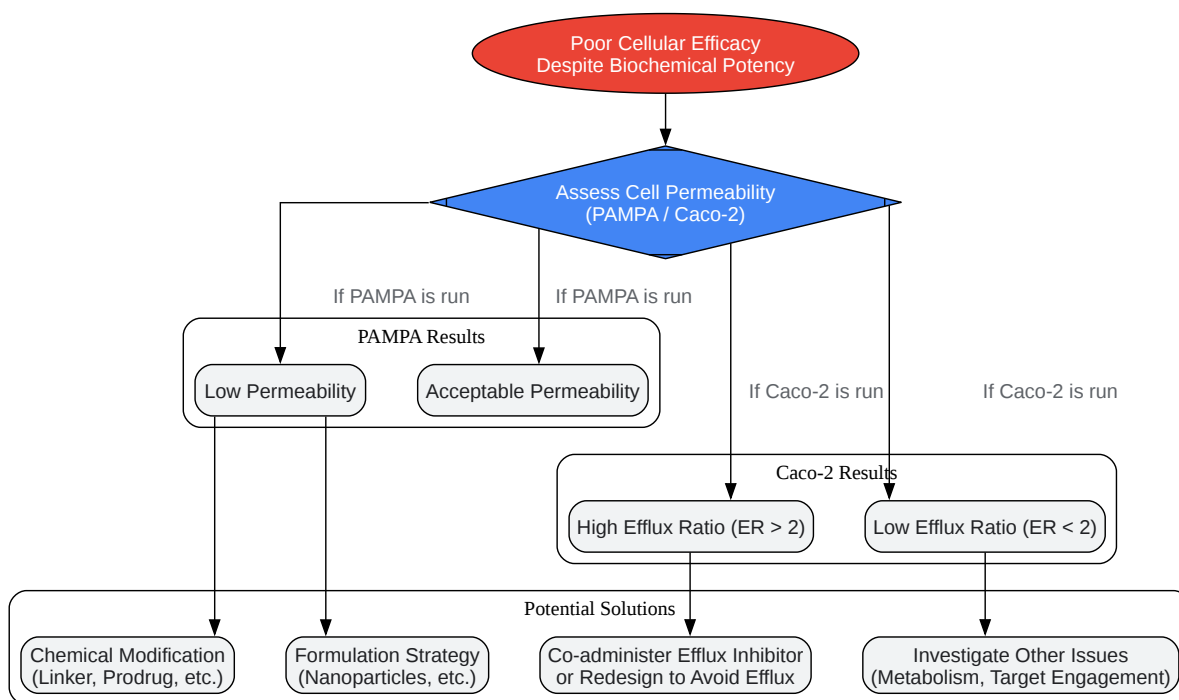 Poor Cellular Efficacy
Despite Biochemical Potency
Assess Cell Permeability
(PAMPA / Caco-2)
If PAMPA is run
If PAMPA is run
PAMPA Results
Low Permeability
Acceptable Permeability
If Caco-2 is run
If Caco-2 is run
Caco-2 Results
High Efflux Ratio (ER > 2)
Low Efflux Ratio (ER < 2)
Potential Solutions
Chemical Modification
(Linker, Prodrug, etc.)
Formulation Strategy
(Nanoparticles, etc.)
Co-administer Efflux Inhibitor
or Redesign to Avoid Efflux
Investigate Other Issues
(Metabolism, Target Engagement)